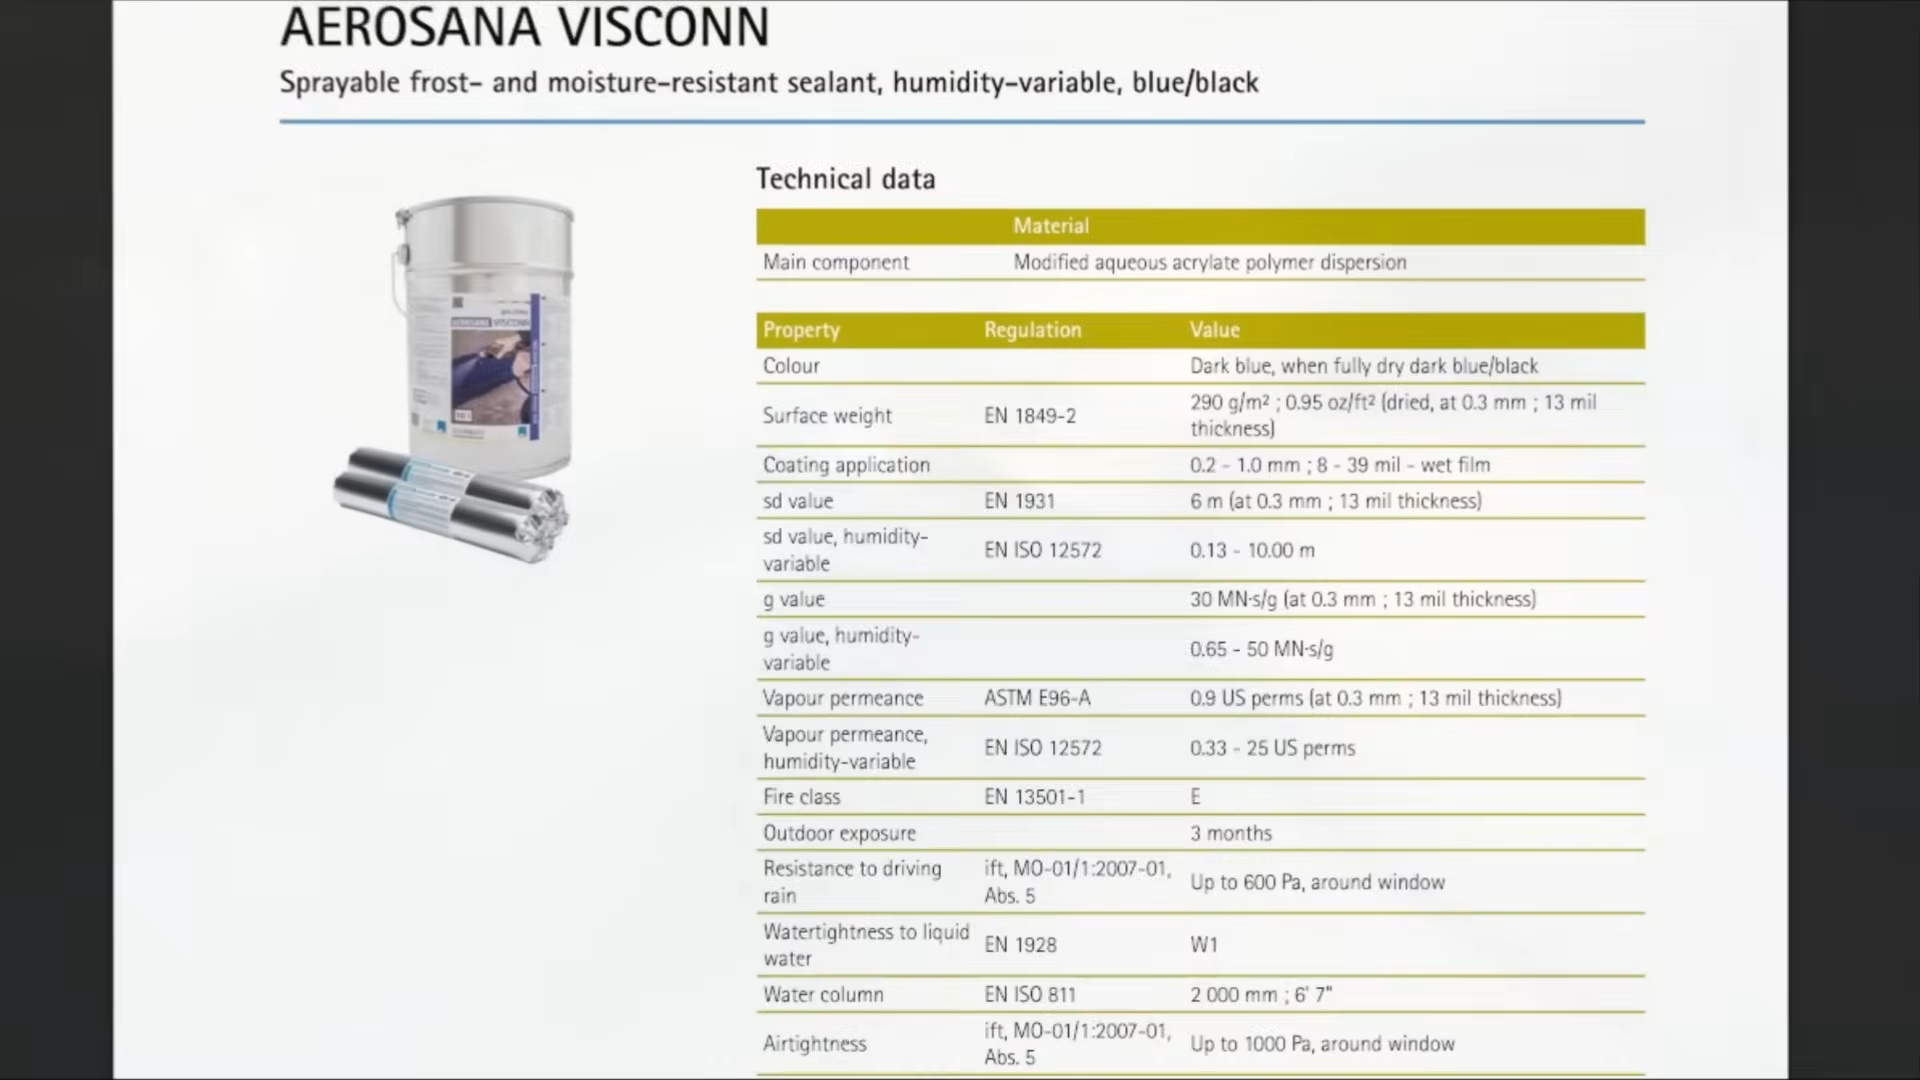 AEROSANA VISCONN
Sprayable frost- and moisture-resistant sealant, humidity-variable, blue/black
Technical data
Material
Main component Modified aqueous acrylate polymer dispersion
Property Regulation Value
Colour Dark blue, when fully dry dark blue/black
Surface weight EN 1849-2 290 g/m² ; 0.95 oz/ft² (dried, at 0.3 mm ; 13 mil
thickness)
Coating application 0.2 - 1.0 mm ; 8 - 39 mil - wet film
sd value EN 1931 6 m (at 0.3 mm ; 13 mil thickness)
sd value, humidity-
variable EN ISO 12572 0.13 - 10.00 m
g value 30 MN·s/g (at 0.3 mm ; 13 mil thickness)
g value, humidity-
variable 0.65 - 50 MN·s/g
Vapour permeance ASTM E96-A 0.9 US perms (at 0.3 mm ; 13 mil thickness)
Vapour permeance,
humidity-variable EN ISO 12572 0.33 - 25 US perms
Fire class EN 13501-1 E
Outdoor exposure 3 months
Resistance to driving
rain ift, MO-01/1:2007-01,
Abs. 5 Up to 600 Pa, around window
Watertightness to liquid
water EN 1928 W1
Water column EN ISO 811 2 000 mm ; 6' 7"
Airtightness ift, MO-01/1:2007-01,
Abs. 5 Up to 1000 Pa, around window
AEROSANA VISCONN